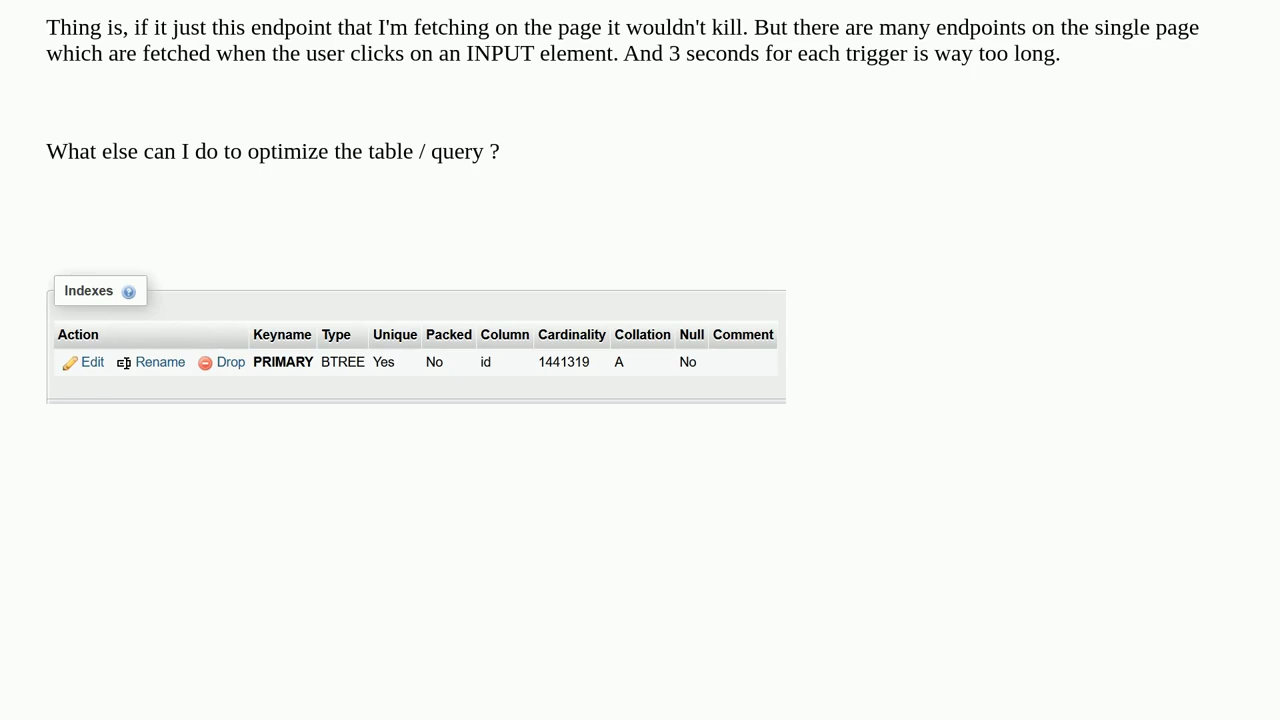 Thing is, if it just this endpoint that I'm fetching on the page it wouldn't kill. But there are many endpoints on the single page
which are fetched when the user clicks on an INPUT element. And 3 seconds for each trigger is way too long.
What else can I do to optimize the table / query ?
Indexes
Action Keyname Type Unique Packed Column Cardinality Collation Null Comment
Edit Rename Drop PRIMARY BTREE Yes No id 1441319 A No